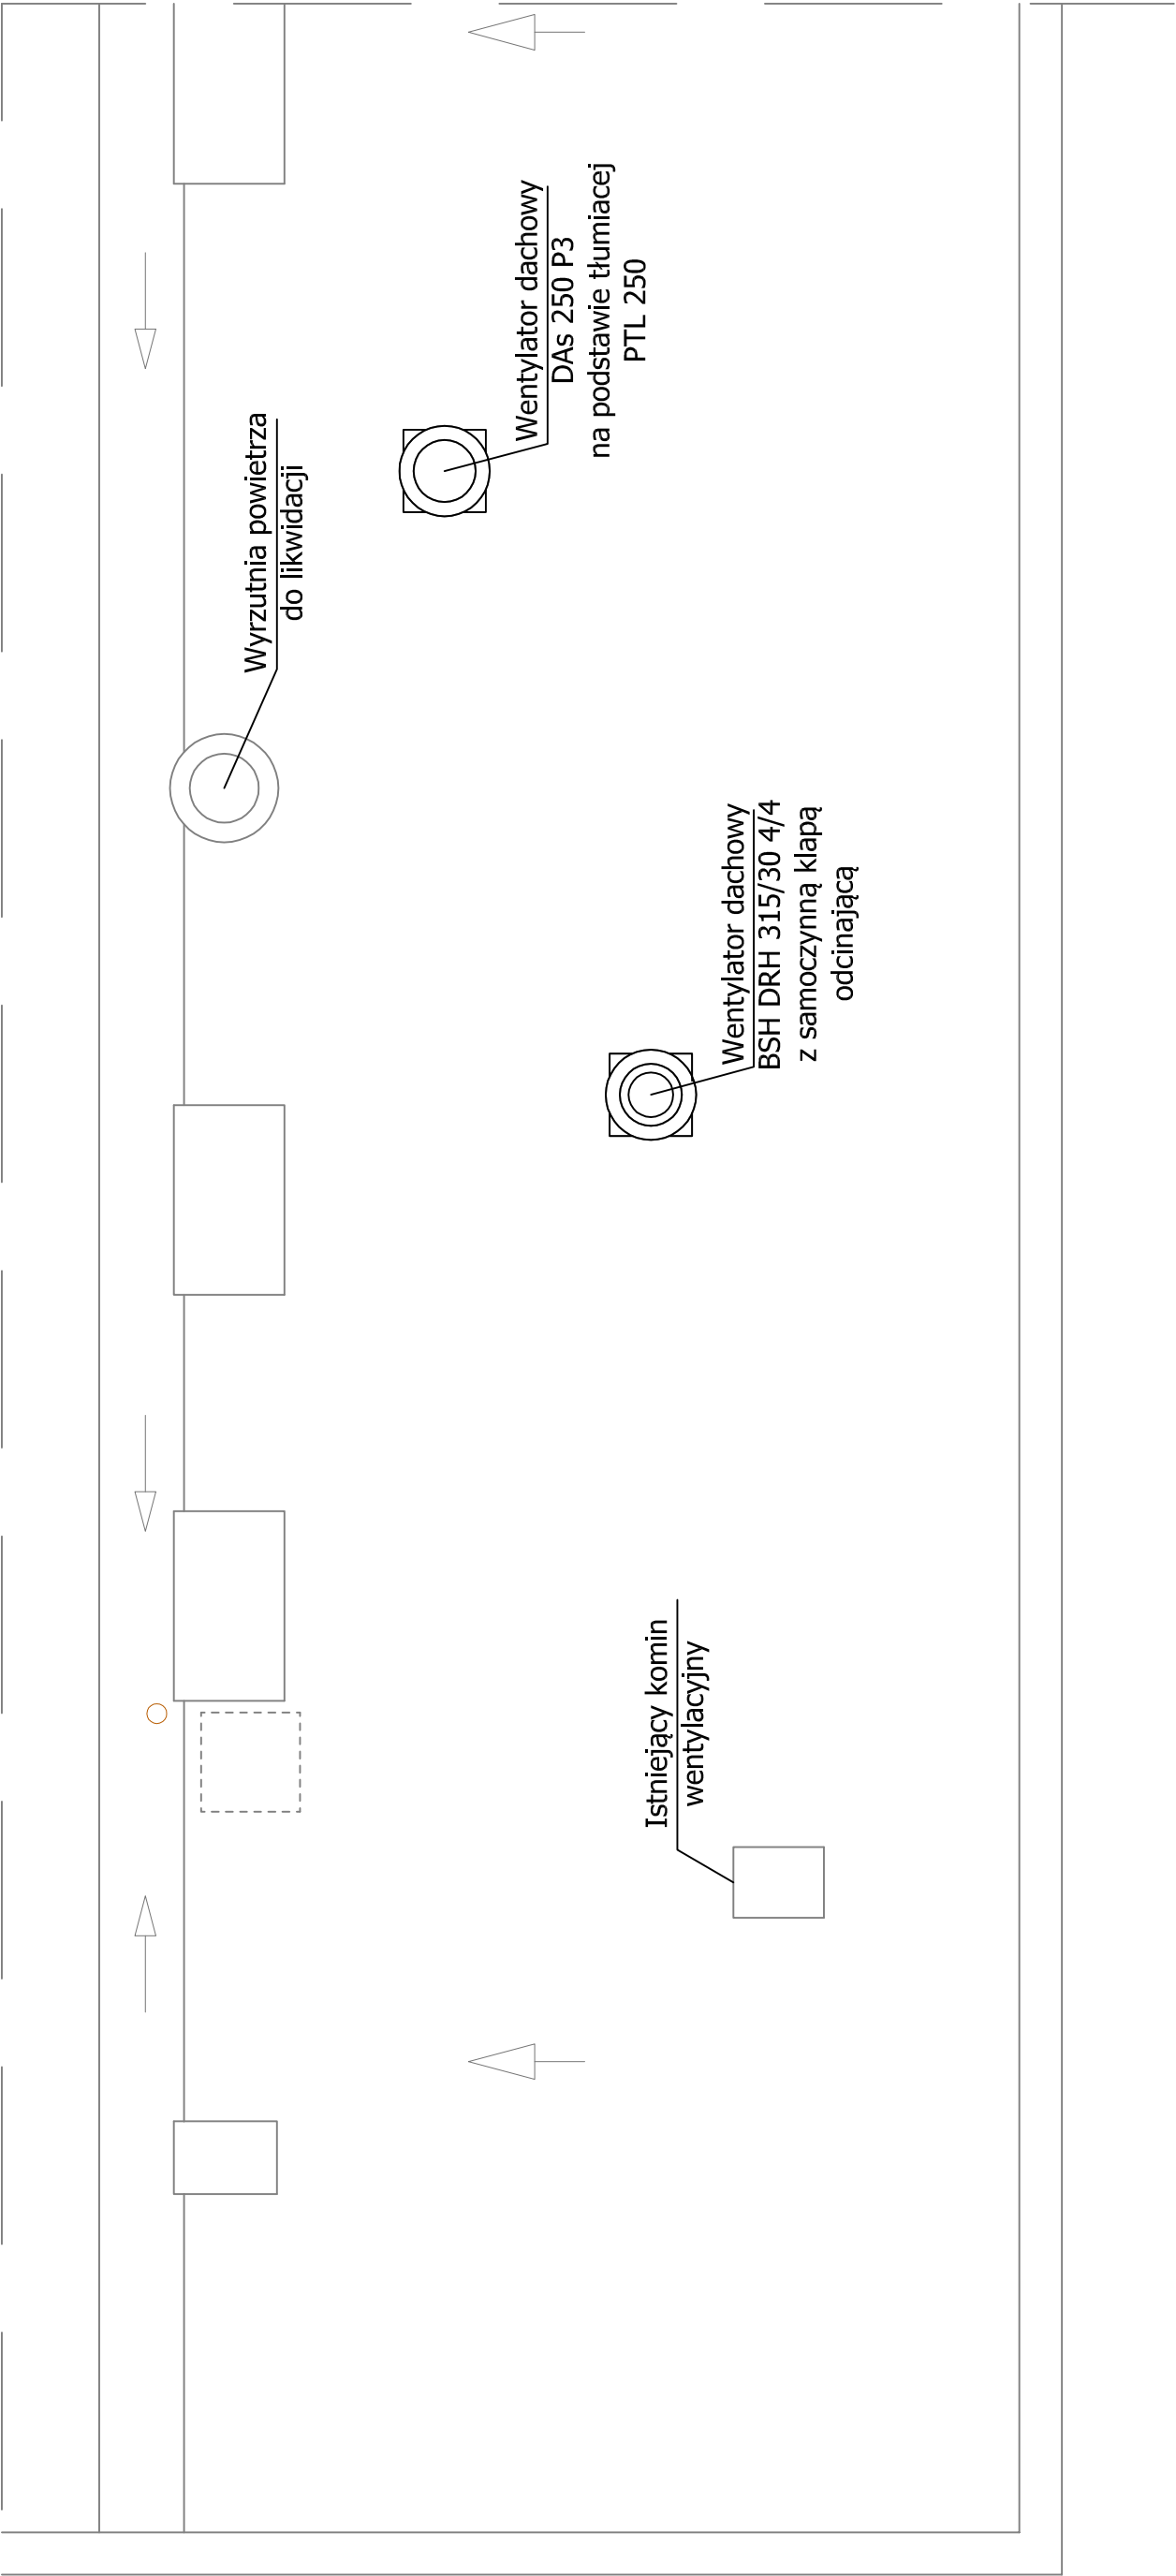 Wentylator dachowy
DAs 250 P3
na podstawie tłumiacej
PTL 250
Wyrzutnia powietrza
do likwidacji
Wentylator dachowy
BSH DRH 315/30 4/4
z samoczynną klapą
odcinającą
Istniejący komin
wentylacyjny